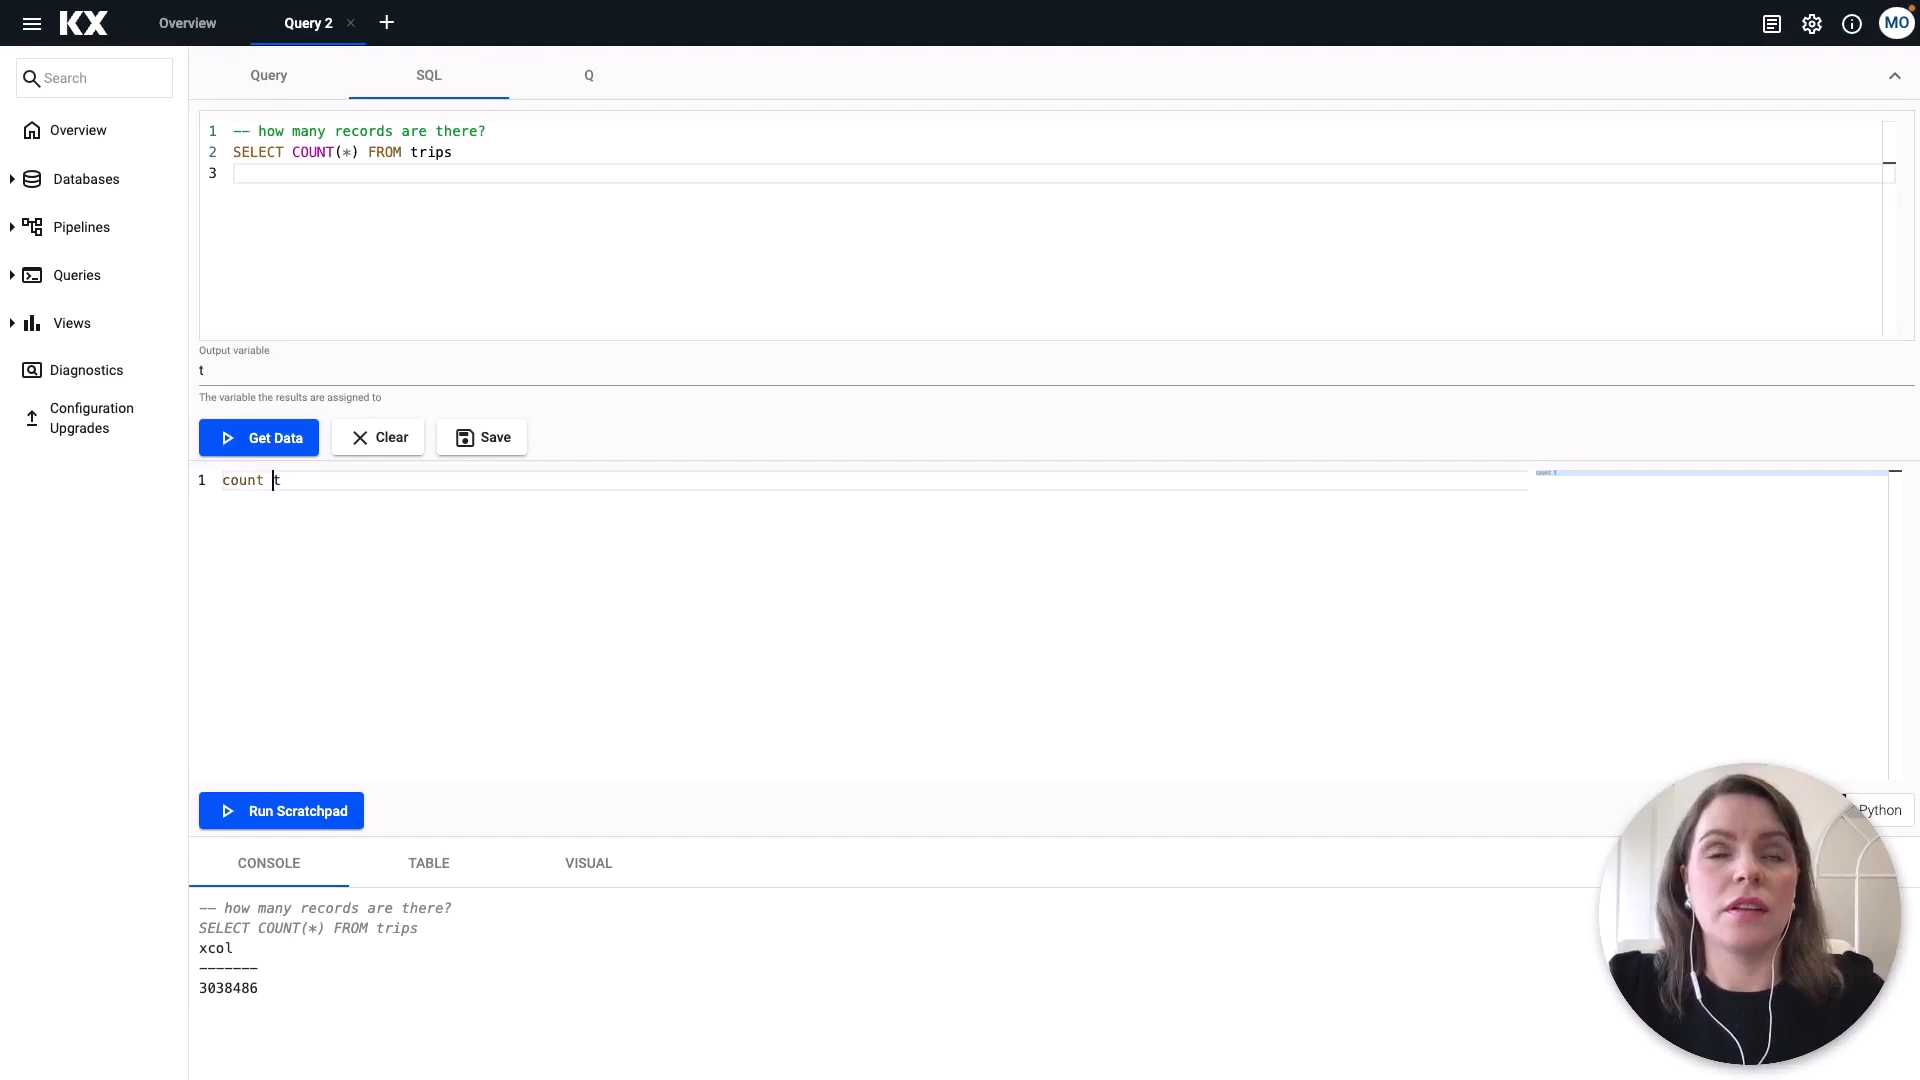 KX
Overview
Query 2
MO
Search
Overview
Databases
Pipelines
Queries
Views
Diagnostics
Configuration
Upgrades
Query
SQL
Q
1 -- how many records are there?
2 SELECT COUNT(*) FROM trips
3
Output variable
t
The variable the results are assigned to
Get Data
Clear
Save
1 count t
count t
Run Scratchpad
Python
CONSOLE
TABLE
VISUAL
-- how many records are there?
SELECT COUNT(*) FROM trips
xcol
-------
3038486